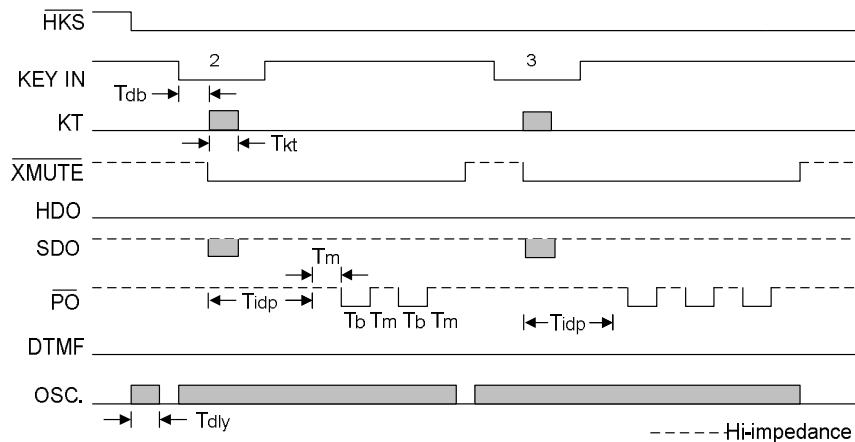 HKS
2 3
KEY IN
Tdb
KT
Tkt
XMUTE
HDO
SDO
Tm
PO
Tidp
Tb Tm Tb Tm
Tidp
DTMF
OSC.
Tdly
Hi-impedance